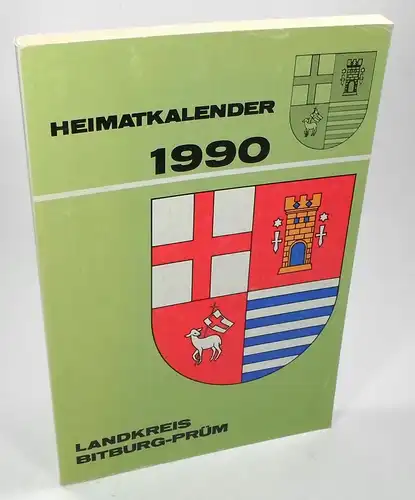 HEIMATKALENDER
1990
LANDKREIS
BITBURG-PRÜM